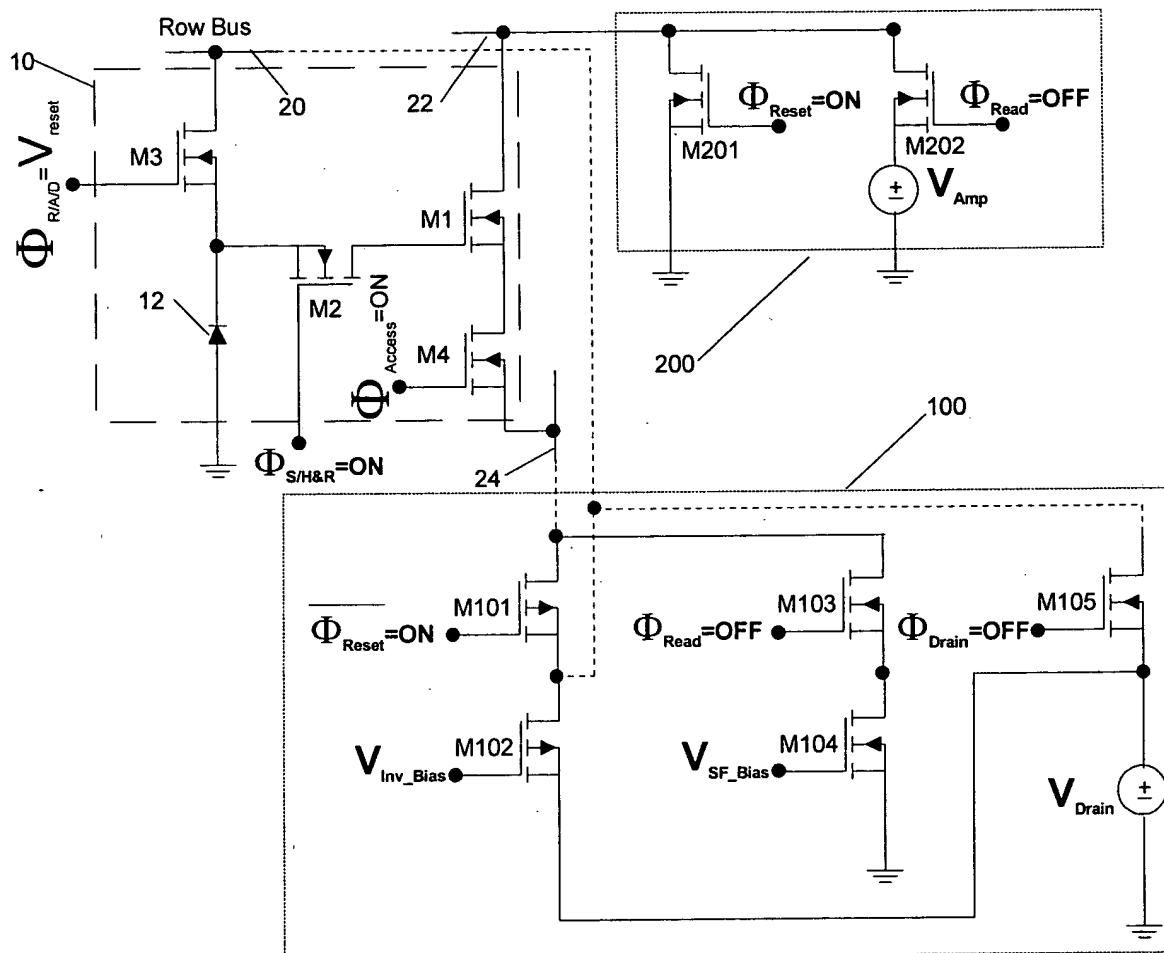 Row Bus
10
20
22
Φ_R/A/D=V_reset
M3
M1
12
M2
Φ_Access=ON
M4
Φ_S/H&R=ON
24
Φ_Reset=ON
M201
Φ_Read=OFF
M202
±
V_Amp
200
100
M101
Φ̅_Reset=ON
M103
Φ_Read=OFF
M105
Φ_Drain=OFF
M102
V_Inv_Bias
M104
V_SF_Bias
V_Drain
±